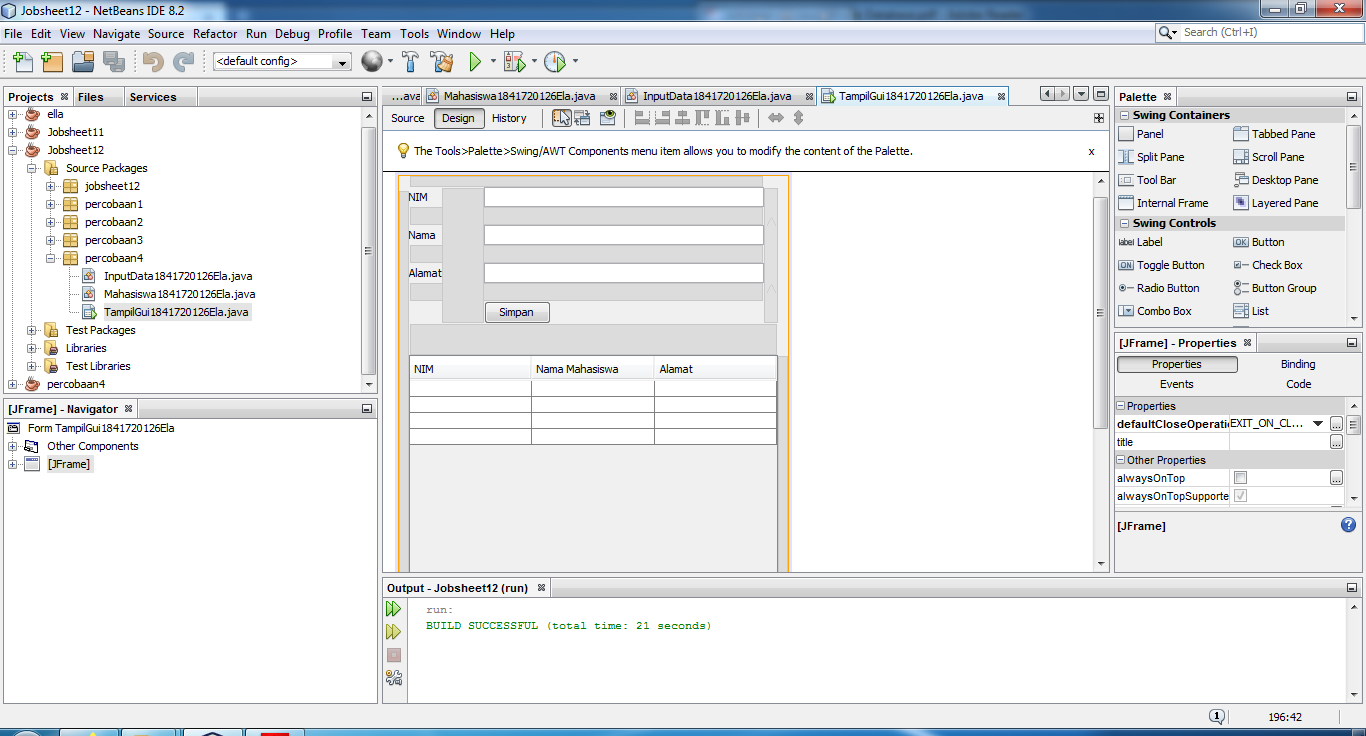 Jobsheet12 - NetBeans IDE 8.2
File Edit View Navigate Source Refactor Run Debug Profile Team Tools Window Help
Search (Ctrl+I)
<default config>
Projects Files Services
ella
Jobsheet11
Jobsheet12
Source Packages
jobsheet12
percobaan1
percobaan2
percobaan3
percobaan4
InputData1841720126Ela.java
Mahasiswa1841720126Ela.java
TampilGui1841720126Ela.java
Test Packages
Libraries
Test Libraries
percobaan4
[JFrame] - Navigator
Form TampilGui1841720126Ela
Other Components
[JFrame]
...ava Mahasiswa1841720126Ela.java InputData1841720126Ela.java TampilGui1841720126Ela.java
Source Design History
The Tools>Palette>Swing/AWT Components menu item allows you to modify the content of the Palette. x
NIM
Nama
Alamat
Simpan
NIM Nama Mahasiswa Alamat
Output - Jobsheet12 (run)
run:
BUILD SUCCESSFUL (total time: 21 seconds)
Palette
Swing Containers
Panel Tabbed Pane
Split Pane Scroll Pane
Tool Bar Desktop Pane
Internal Frame Layered Pane
Swing Controls
label Label OK Button
ON Toggle Button Check Box
Radio Button Button Group
Combo Box List
[JFrame] - Properties
Properties Binding
Events Code
Properties
defaultCloseOperati EXIT_ON_CL... ...
title ...
Other Properties
alwaysOnTop ...
alwaysOnTopSupporte
[JFrame] ?
1 196:42